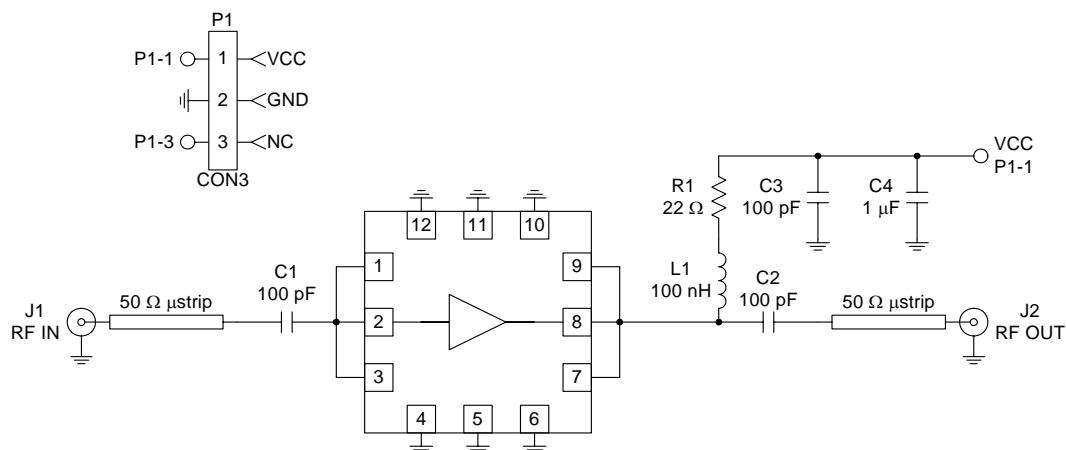 P1
P1-1 1 VCC
2 GND
P1-3 3 NC
CON3
VCC
P1-1
R1
22 Ω
C3
100 pF
C4
1 μF
12 11 10
1
9
L1
100 nH
C1
100 pF
C2
100 pF
J1
RF IN
50 Ω μstrip
2
8
50 Ω μstrip
J2
RF OUT
3
7
4 5 6